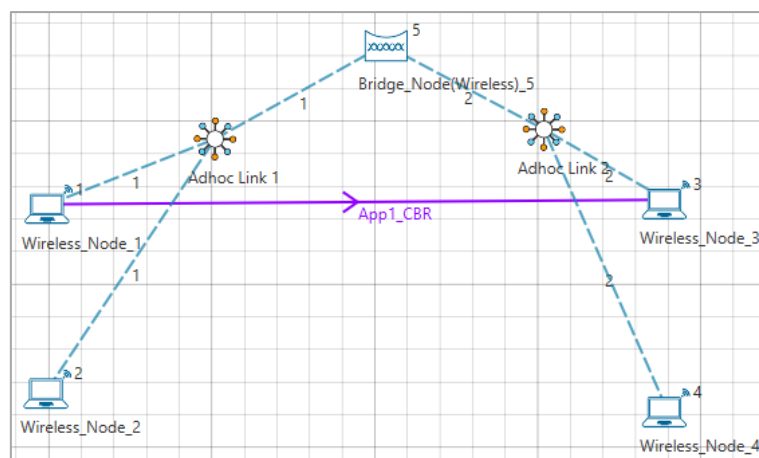 5
Bridge_Node(Wireless)_5
1
2
Adhoc Link 1
Adhoc Link 2
1
1
2
3
App1_CBR
Wireless_Node_1
Wireless_Node_3
1
2
2
4
Wireless_Node_2
Wireless_Node_4